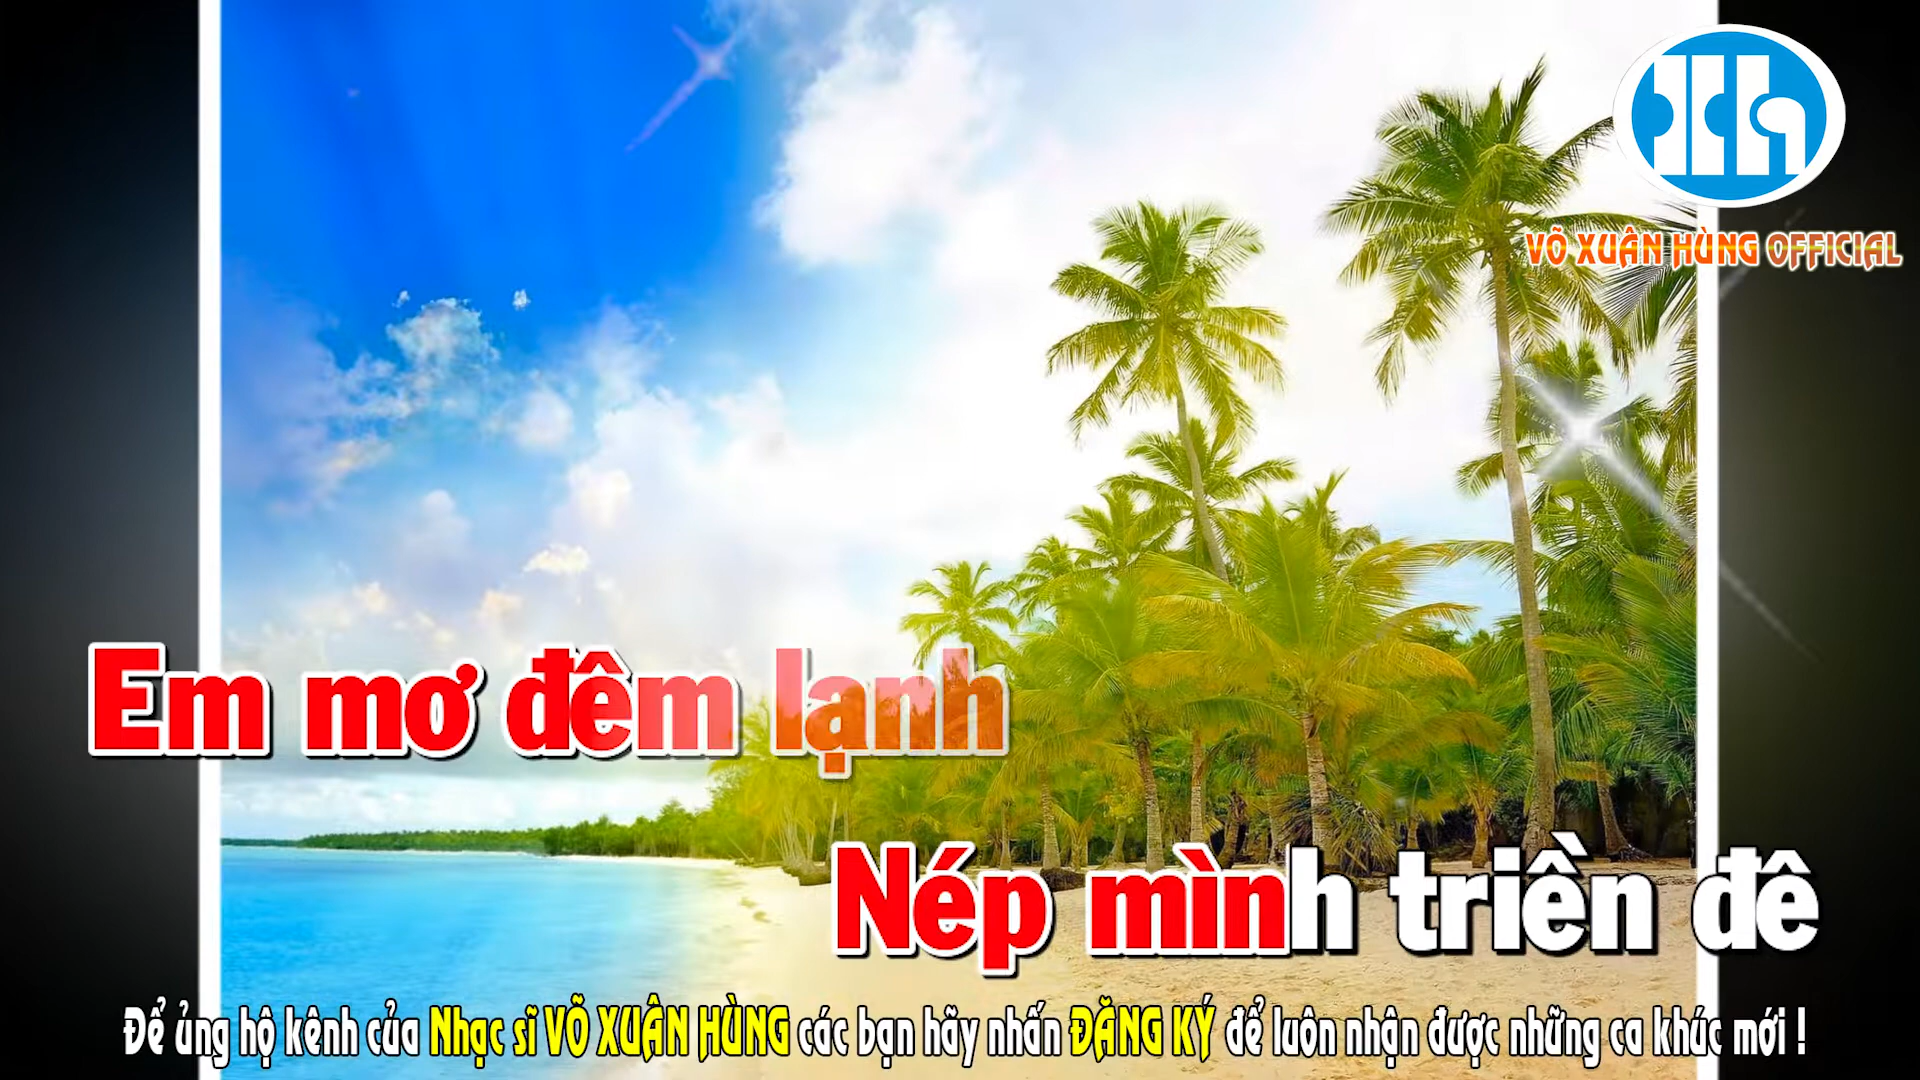 XH
VÕ XUÂN HÙNG OFFICIAL
Em mơ đêm lạnh
Nép mình triền đê
Để ủng hộ kênh của Nhạc sĩ VÕ XUÂN HÙNG các bạn hãy nhấn ĐĂNG KÝ để luôn nhận được những ca khúc mới !